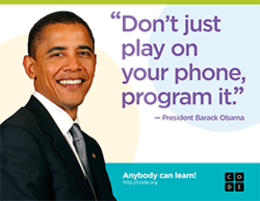 “Don’t just
play on
your phone,
program it.”
— President Barack Obama
Anybody can learn!
http://code.org
C O
D E